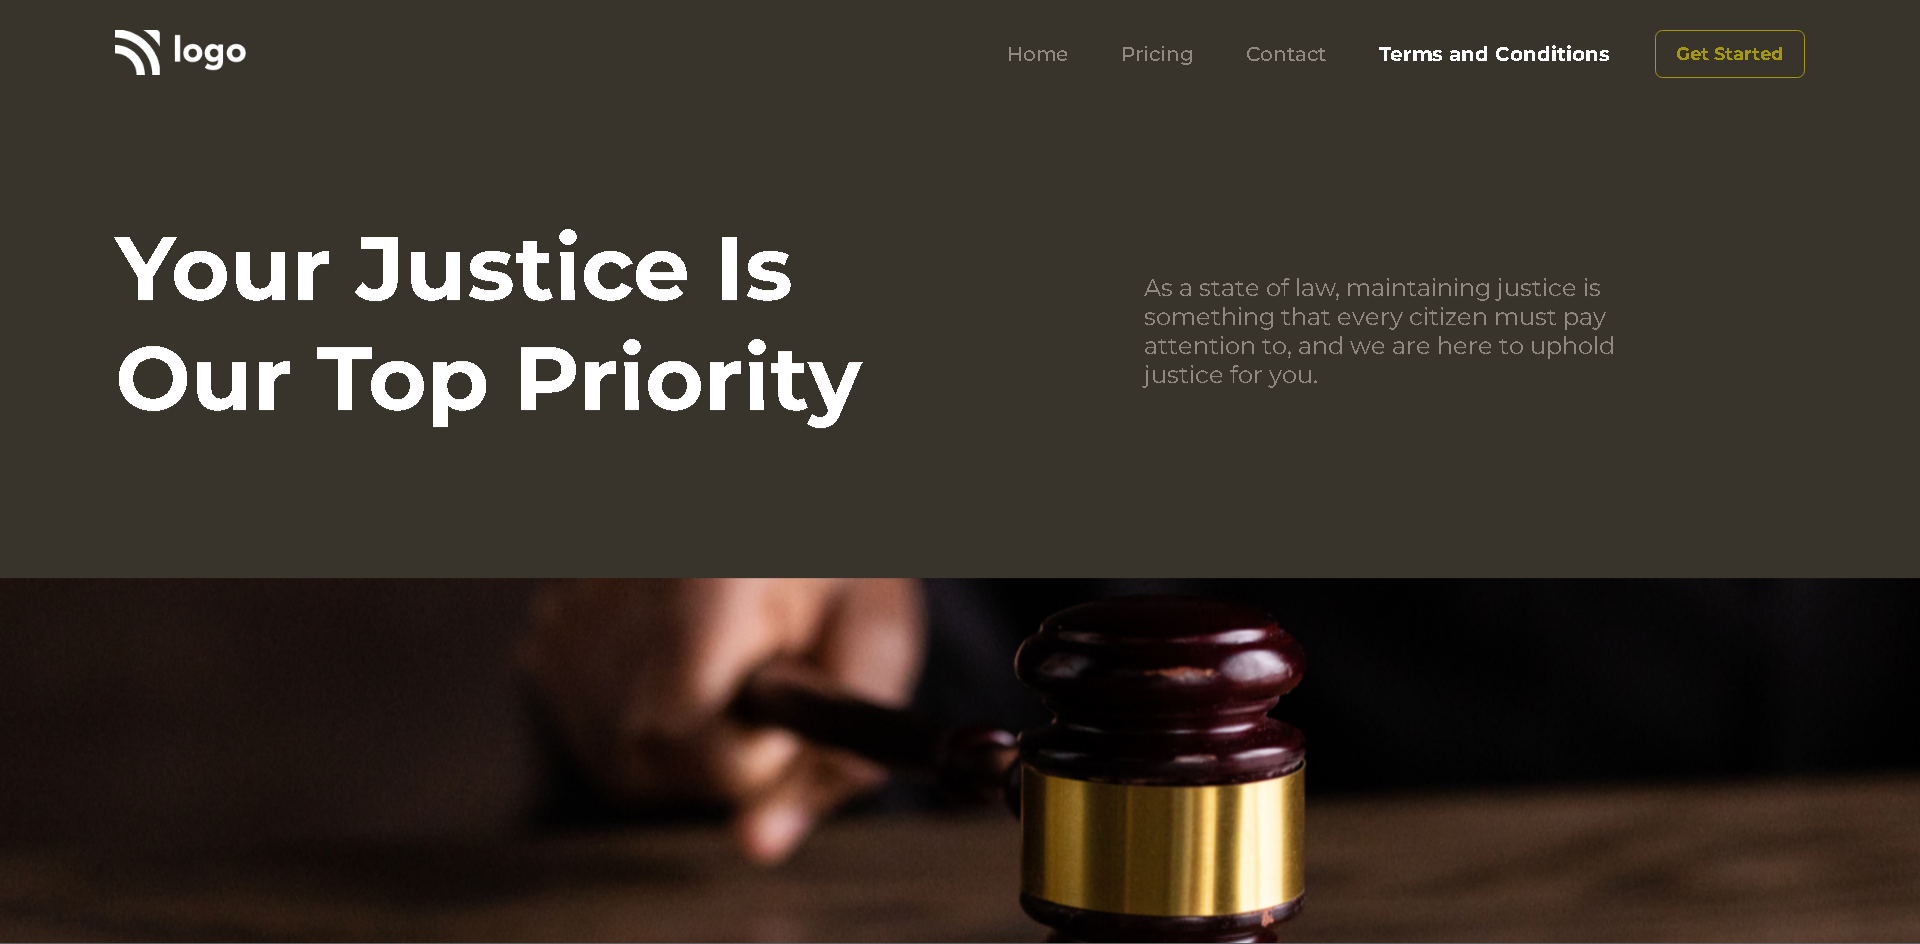 logo
Home
Pricing
Contact
Terms and Conditions
Get Started
Your Justice Is
Our Top Priority
As a state of law, maintaining justice is
something that every citizen must pay
attention to, and we are here to uphold
justice for you.